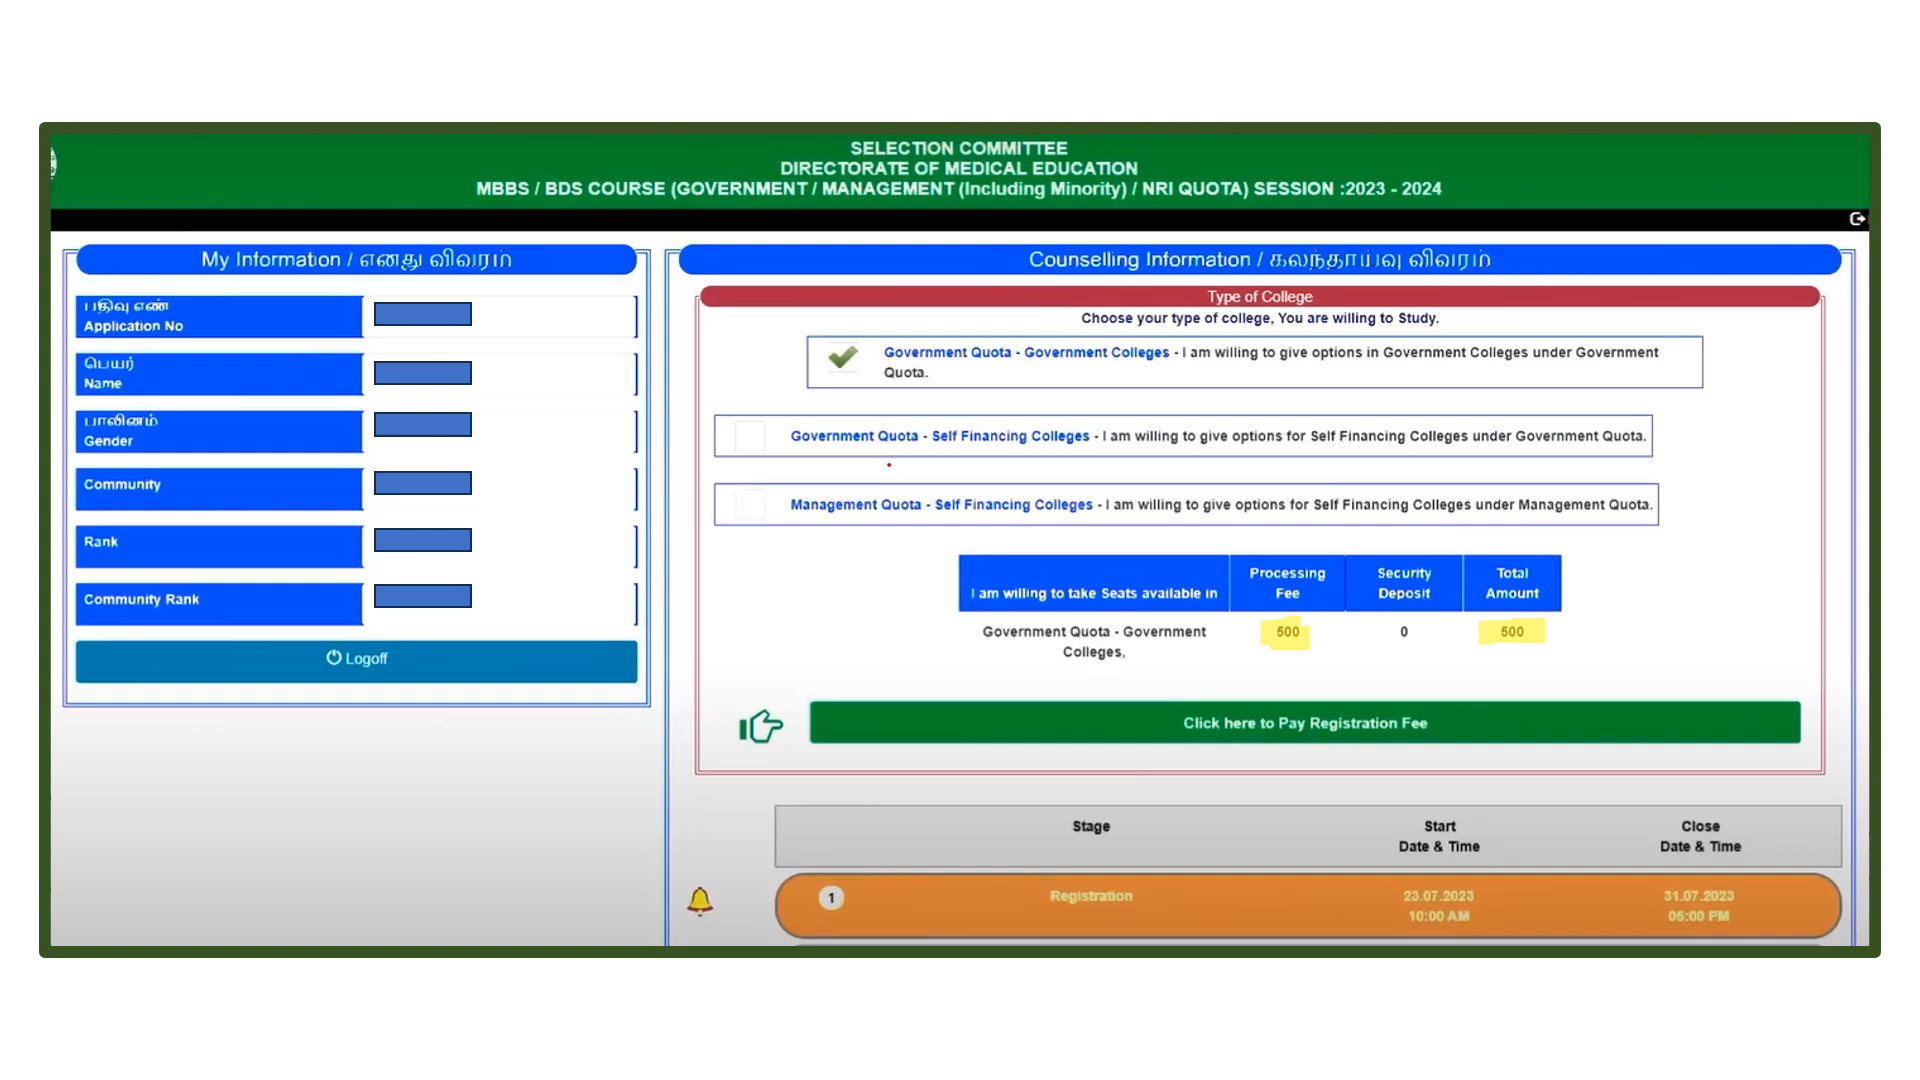 SELECTION COMMITTEE
DIRECTORATE OF MEDICAL EDUCATION
MBBS / BDS COURSE (GOVERNMENT / MANAGEMENT (Including Minority) / NRI QUOTA) SESSION :2023 - 2024
My Information / எனது விவரம்
பதிவு எண்
Application No
பெயர்
Name
பாலினம்
Gender
Community
Rank
Community Rank
Logoff
Counselling Information / கலந்தாய்வு விவரம்
Type of College
Choose your type of college, You are willing to Study.
Government Quota - Government Colleges - I am willing to give options in Government Colleges under Government
Quota.
Government Quota - Self Financing Colleges - I am willing to give options for Self Financing Colleges under Government Quota.
Management Quota - Self Financing Colleges - I am willing to give options for Self Financing Colleges under Management Quota.
I am willing to take Seats available in Processing Fee Security Deposit Total Amount
Government Quota - Government 500 0 500
Colleges,
Click here to Pay Registration Fee
Stage Start Close
Date & Time Date & Time
1 Registration 23.07.2023 31.07.2023
10:00 AM 05:00 PM